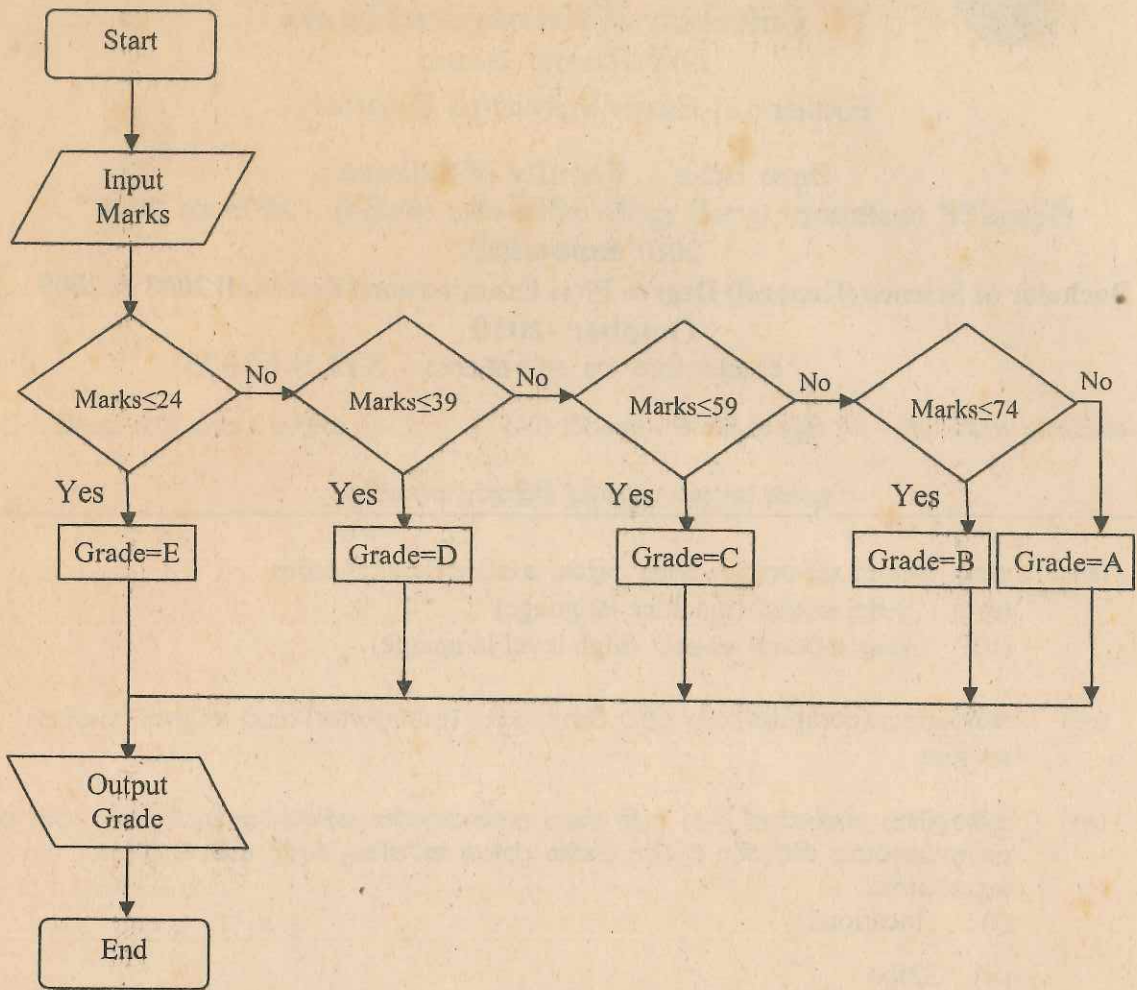 Start
Input
Marks
Marks≤24
No
Marks≤39
No
Marks≤59
No
Marks≤74
No
Yes
Yes
Yes
Yes
Grade=E
Grade=D
Grade=C
Grade=B
Grade=A
Output
Grade
End